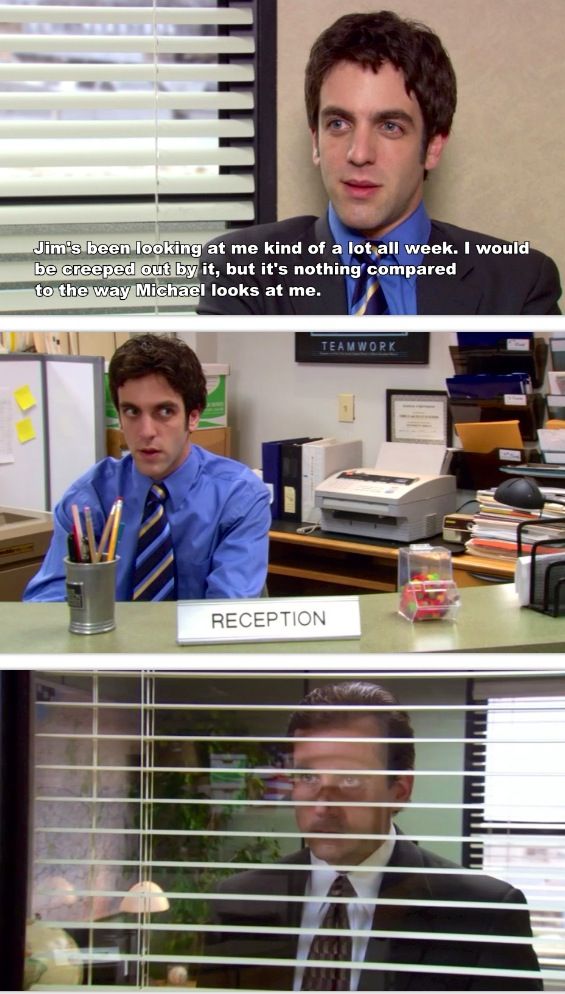 Jim's been looking at me kind of a lot all week. I would
be creeped out by it, but it's nothing compared
to the way Michael looks at me.
TEAMWORK
RECEPTION